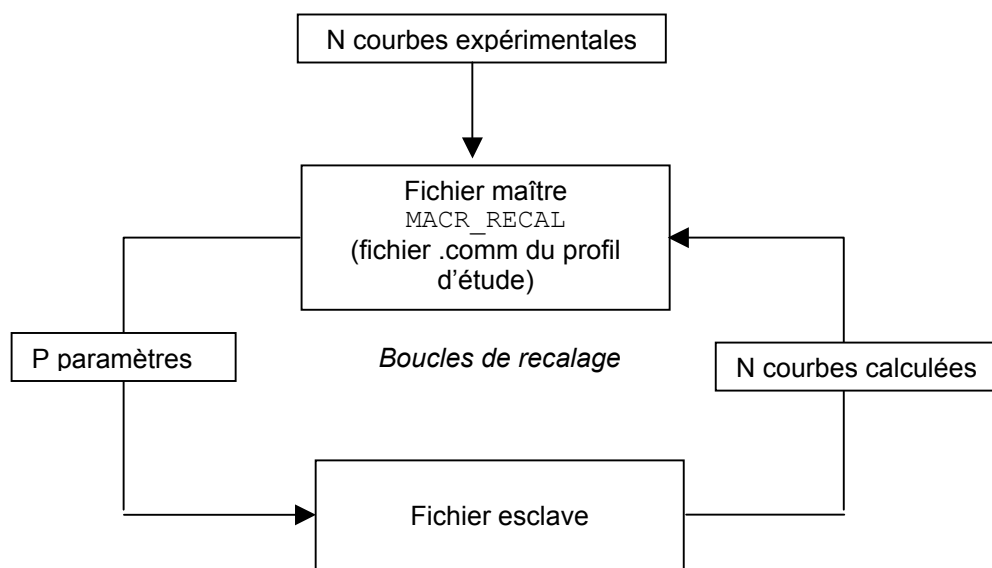 N courbes expérimentales
Fichier maître
MACR_RECAL
(fichier .comm du profil
d’étude)
P paramètres
Boucles de recalage
N courbes calculées
Fichier esclave